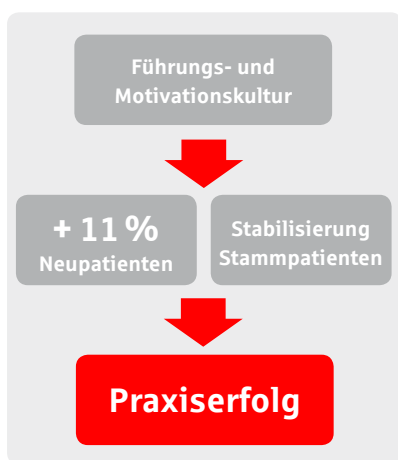 Führungs- und
Motivationskultur
+ 11 %
Neupatienten
Stabilisierung
Stammpatienten
Praxiserfolg